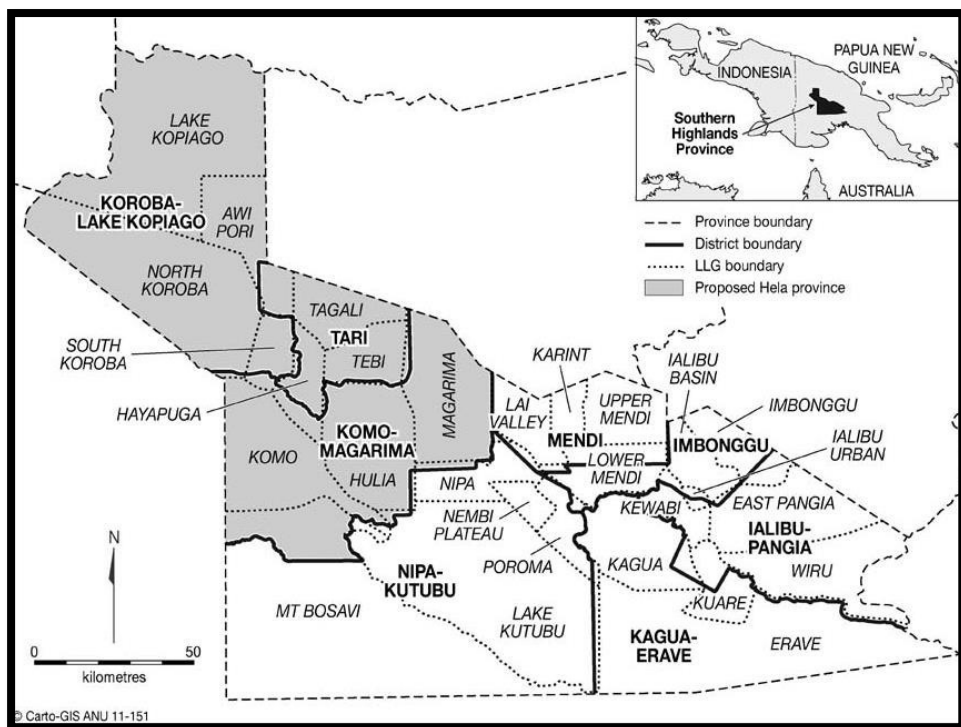 LAKE
KOPIAGO
KOROBA-
LAKE KOPIAGO
AWI
PORI
NORTH
KOROBA
SOUTH
KOROBA
HAYAPUGA
TAGALI
TARI
TEBI
MAGARIMA
KOMO
KOMO-
MAGARIMA
HULIA
LAI
VALLEY
KARINT
UPPER
MENDI
MENDI
LOWER
MENDI
IALIBU
BASIN
IMBONGGU
IMBONGGU
IALIBU
URBAN
NIPA
NEMBI
PLATEAU
POROMA
NIPA-
KUTUBU
MT BOSAVI
LAKE
KUTUBU
KEWABI
KAGUA
KUARE
KAGUA-
ERAVE
ERAVE
EAST PANGIA
IALIBU-
PANGIA
WIRU
INDONESIA
PAPUA NEW
GUINEA
Southern
Highlands
Province
AUSTRALIA
Province boundary
District boundary
LLG boundary
Proposed Hela province
N
0 50
kilometres
© Carto-GIS ANU 11-151